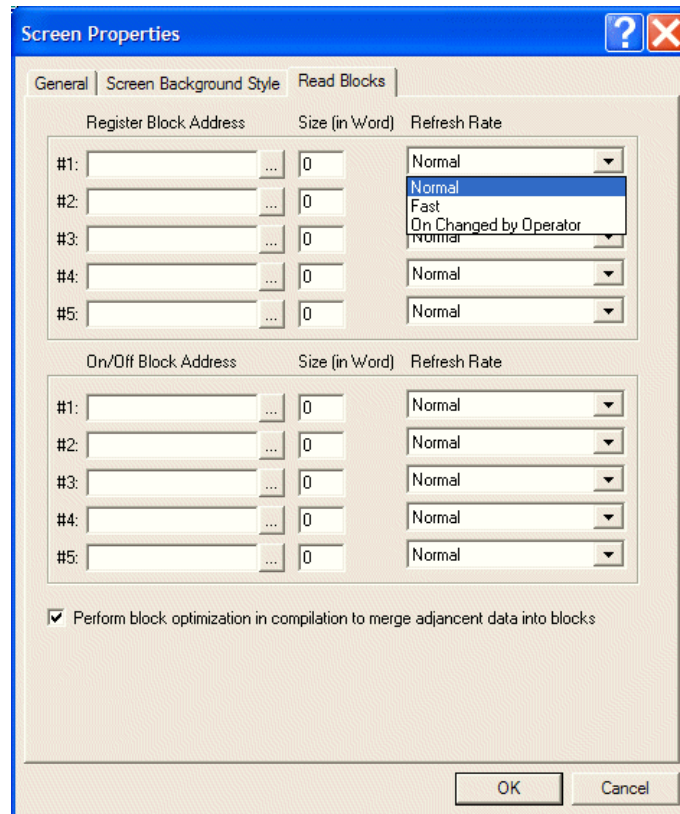 Screen Properties
General Screen Background Style Read Blocks
Register Block Address Size (in Word) Refresh Rate
#1: ... 0 Normal
Normal
#2: ... 0 Fast
On Changed by Operator
#3: ... 0 Normal
#4: ... 0 Normal
#5: ... 0 Normal
On/Off Block Address Size (in Word) Refresh Rate
#1: ... 0 Normal
#2: ... 0 Normal
#3: ... 0 Normal
#4: ... 0 Normal
#5: ... 0 Normal
Perform block optimization in compilation to merge adjancent data into blocks
OK Cancel